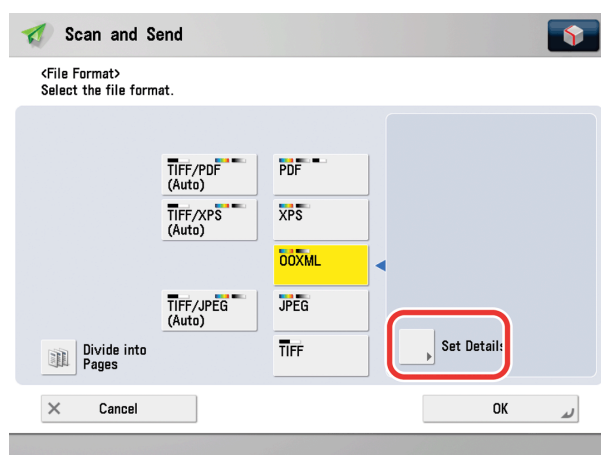 Scan and Send
<File Format>
Select the file format.
TIFF/PDF
(Auto)
PDF
TIFF/XPS
(Auto)
XPS
OOXML
TIFF/JPEG
(Auto)
JPEG
Divide into
Pages
TIFF
Set Details
Cancel
OK